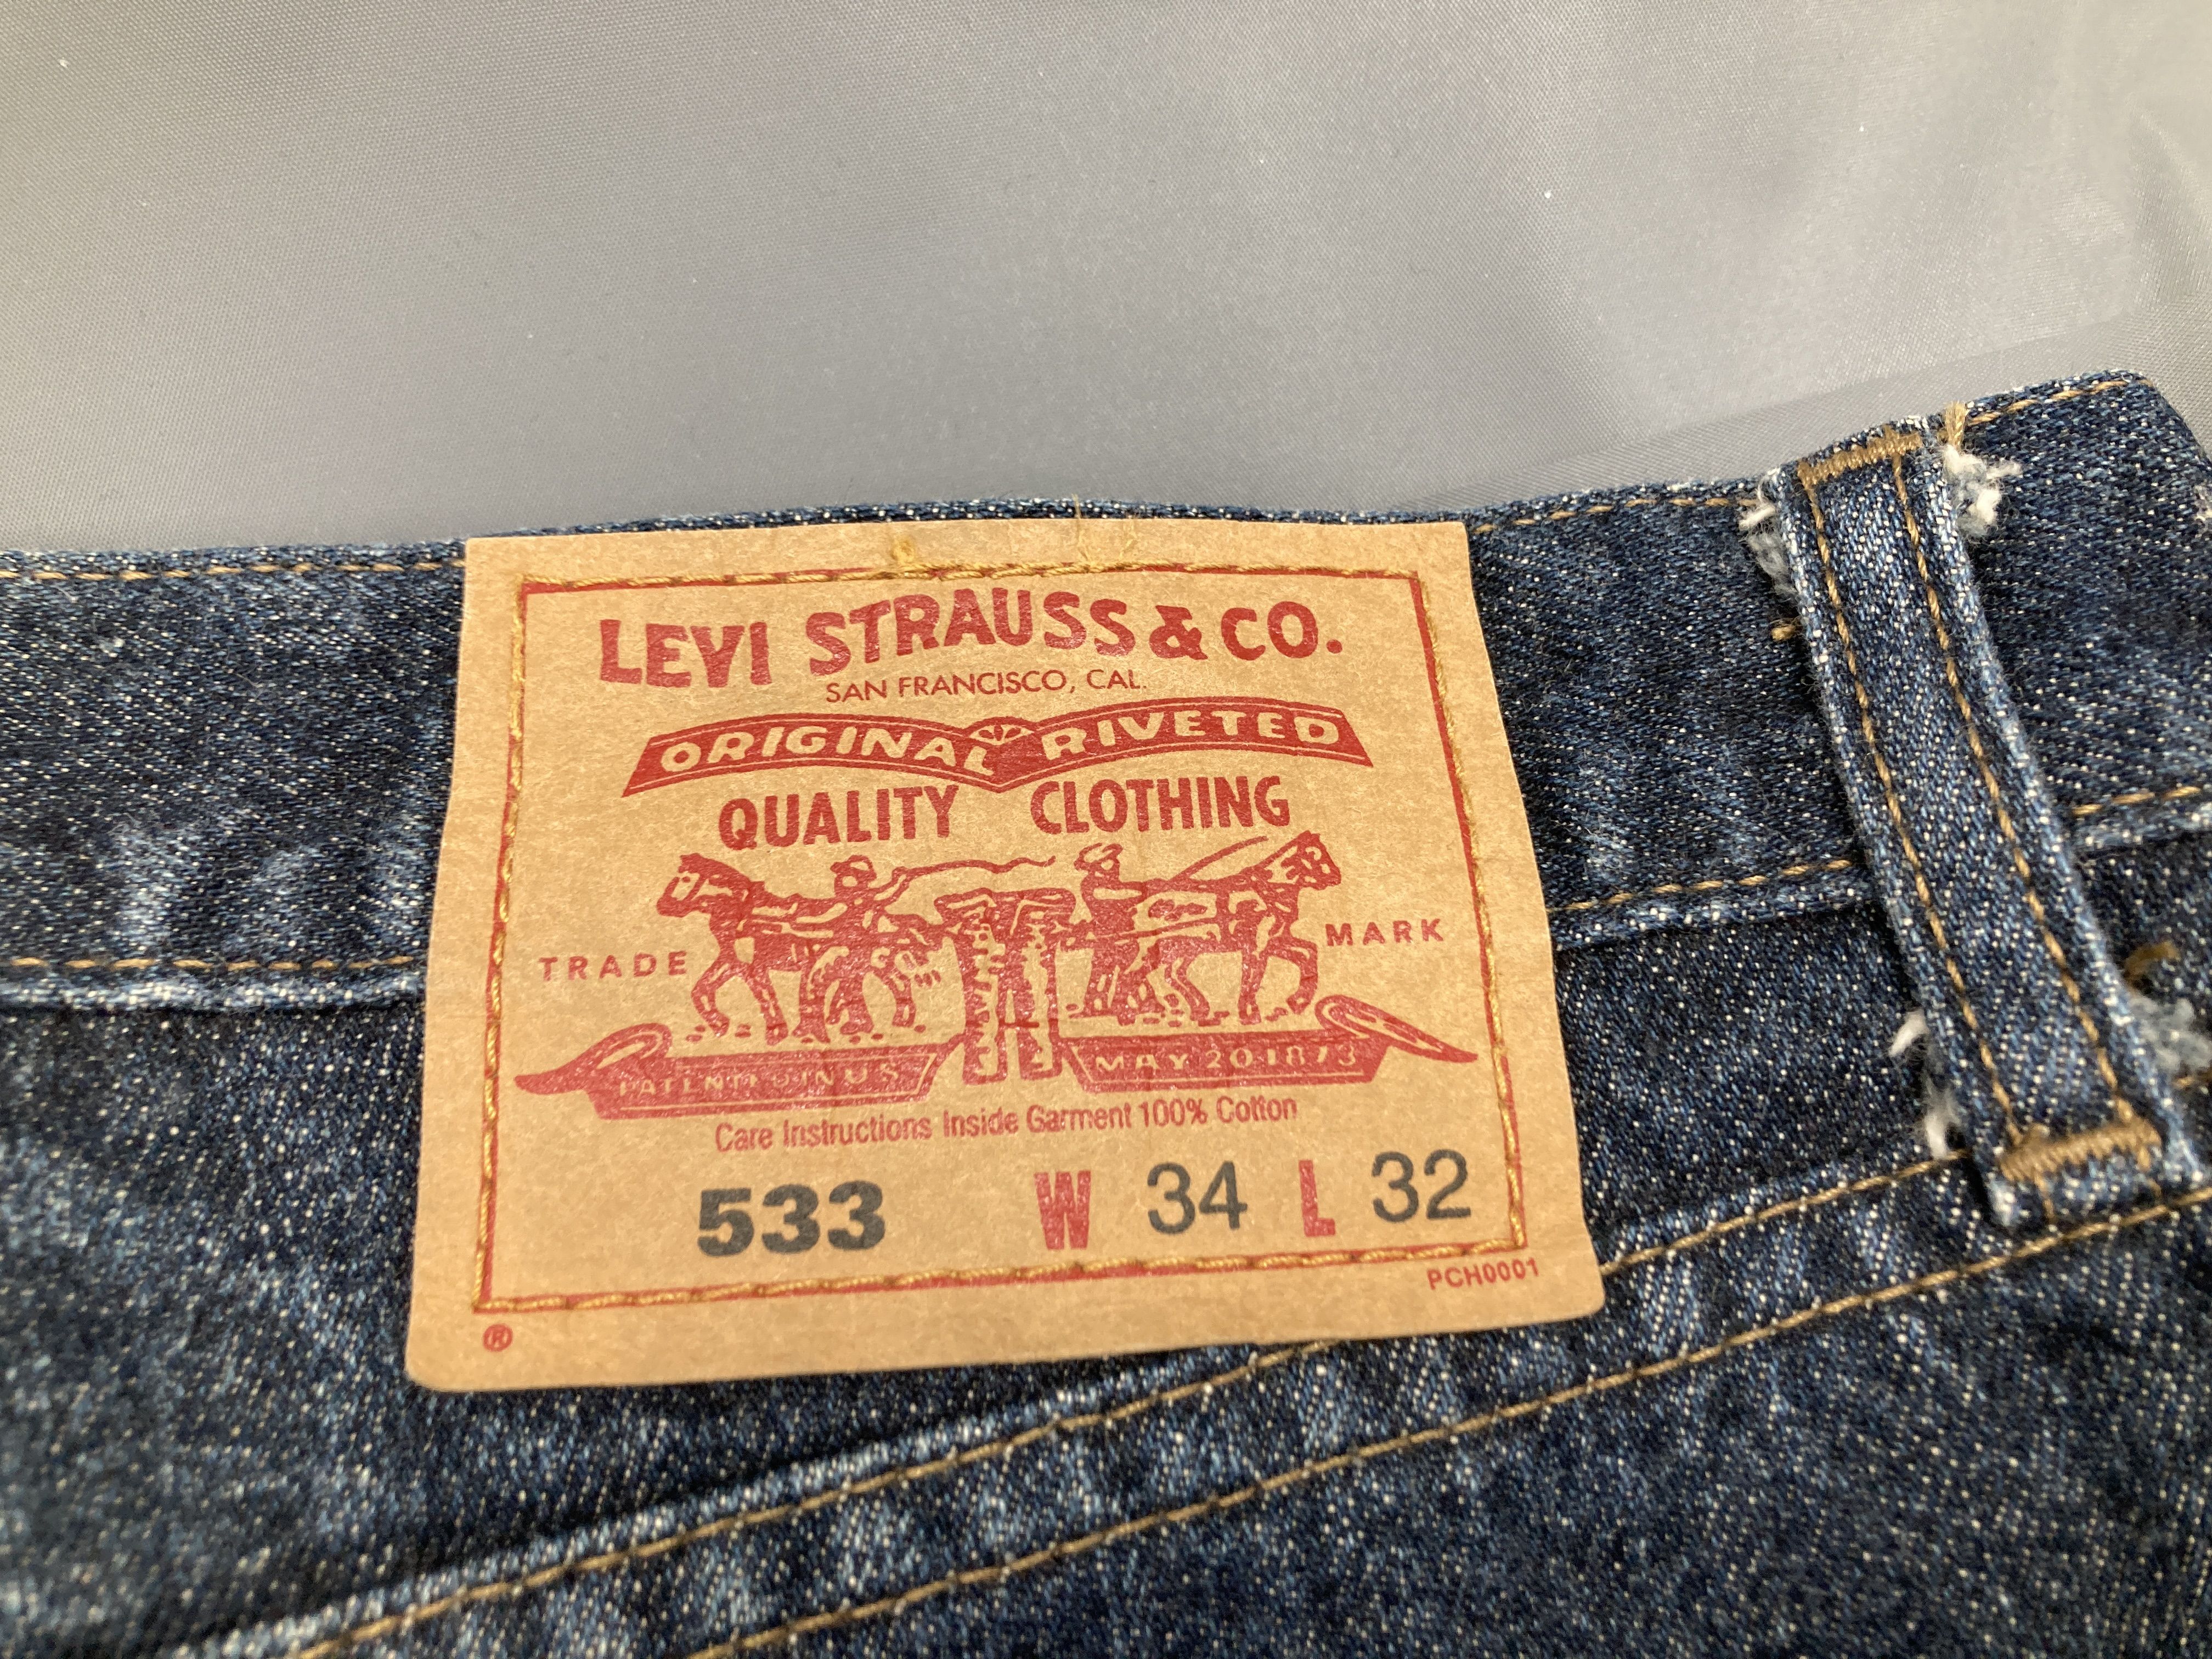 LEVI STRAUSS & CO.
SAN FRANCISCO, CAL.
ORIGINAL RIVETED
QUALITY CLOTHING
TRADE MARK
IN U.S. MAY 20 1873
Care Instructions Inside Garment 100% Cotton
533 W 34 L 32
PCH0001
®